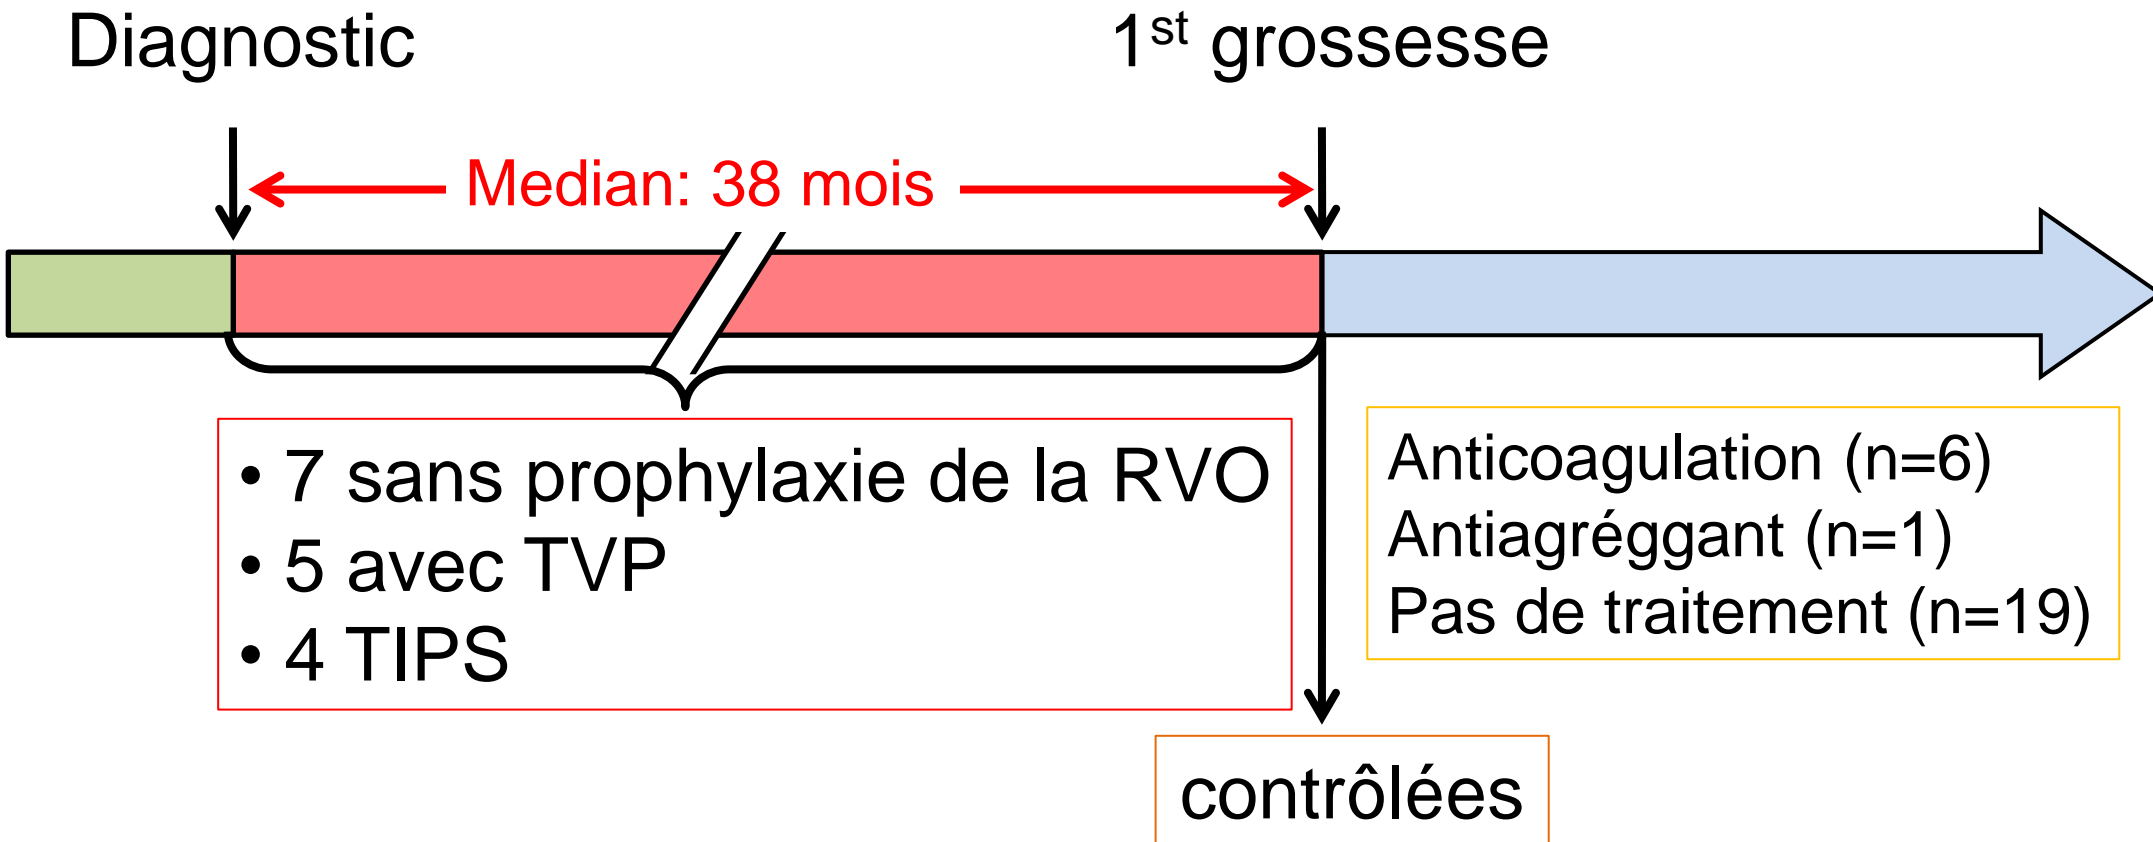 Diagnostic
1st grossesse
Median: 38 mois
• 7 sans prophylaxie de la RVO
• 5 avec TVP
• 4 TIPS
Anticoagulation (n=6)
Antiagréggant (n=1)
Pas de traitement (n=19)
contrôlées